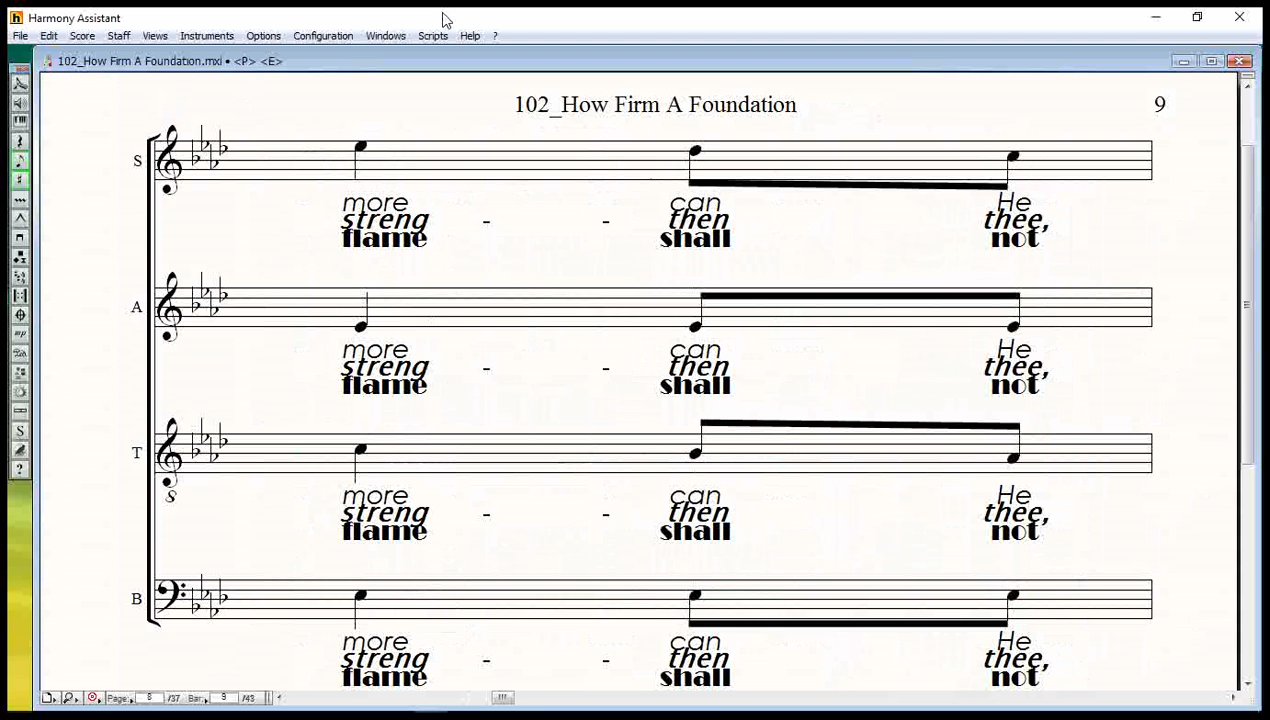 Harmony Assistant
File Edit Score Staff Views Instruments Options Configuration Windows Scripts Help ?
102_How Firm A Foundation.mxi • <P> <E>
102_How Firm A Foundation 9
S
more can He
streng - - then thee,
flame shall not
A
more can He
streng - - then thee,
flame shall not
T
8
more can He
streng - - then thee,
flame shall not
B
more can He
streng - - then thee,
flame shall not
Page: 8 /37 Bar: 9 /43